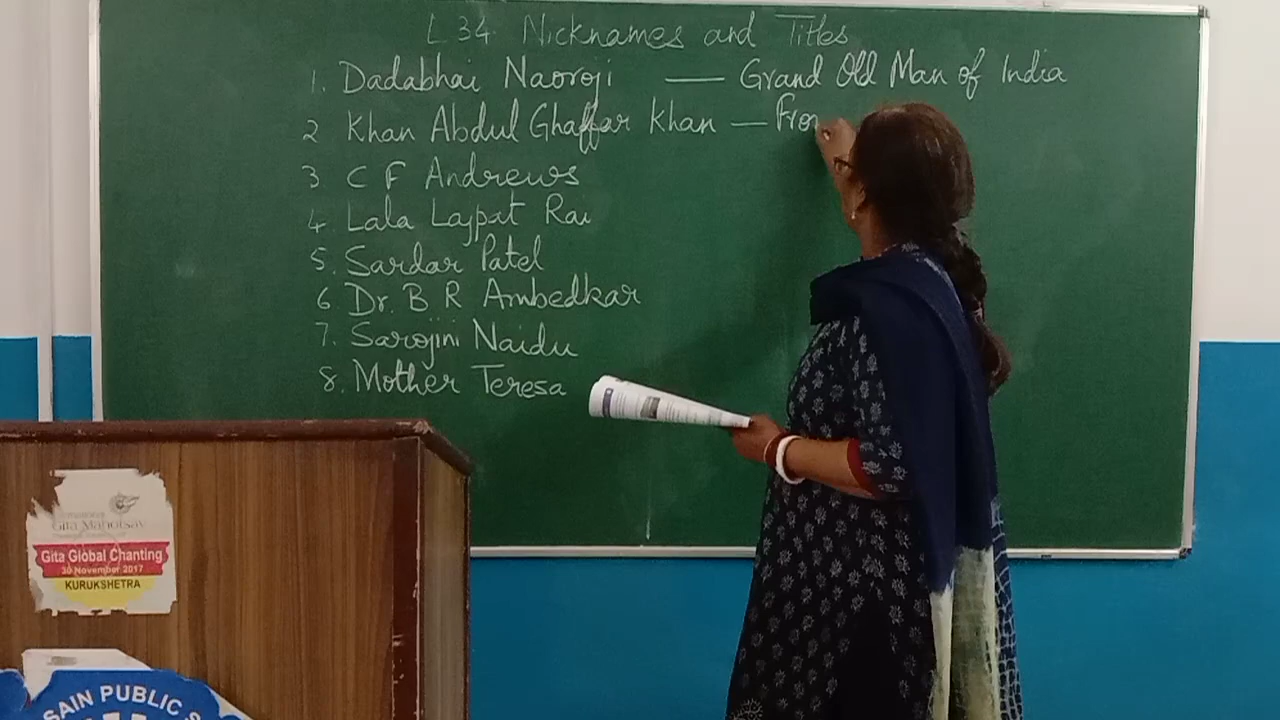 L 34 Nicknames and Titles
1. Dadabhai Naoroji — Grand Old Man of India
2 Khan Abdul Ghaffar Khan — Fron
3. C F Andrews
4. Lala Lajpat Rai
5. Sardar Patel
6. Dr. B R Ambedkar
7. Sarojini Naidu
8. Mother Teresa
Gita Mahotsav
Gita Global Chanting
30 November 2017
KURUKSHETRA
SAIN PUBLIC S